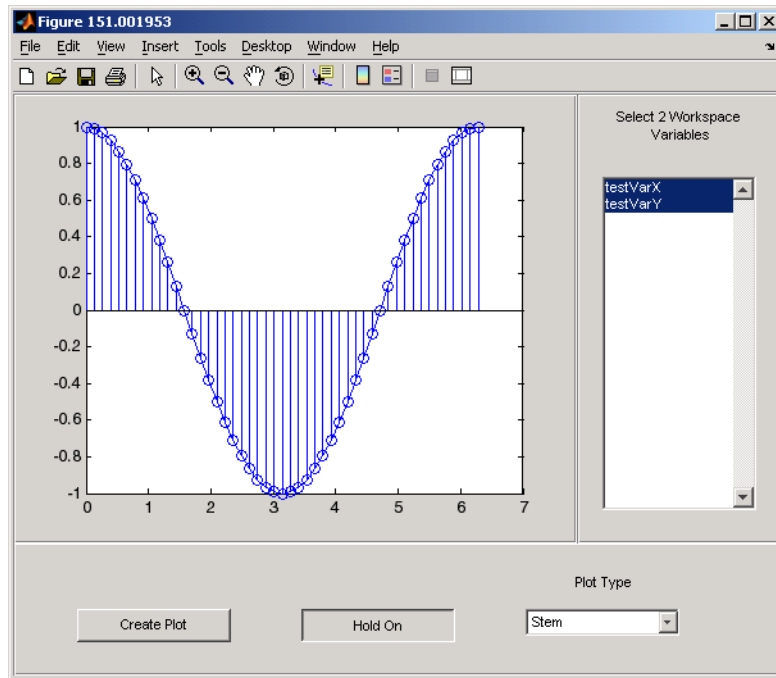 Figure 151.001953
File Edit View Insert Tools Desktop Window Help
1
0.8
0.6
0.4
0.2
0
-0.2
-0.4
-0.6
-0.8
-1
0 1 2 3 4 5 6 7
Select 2 Workspace
Variables
testVarX
testVarY
Create Plot
Hold On
Plot Type
Stem